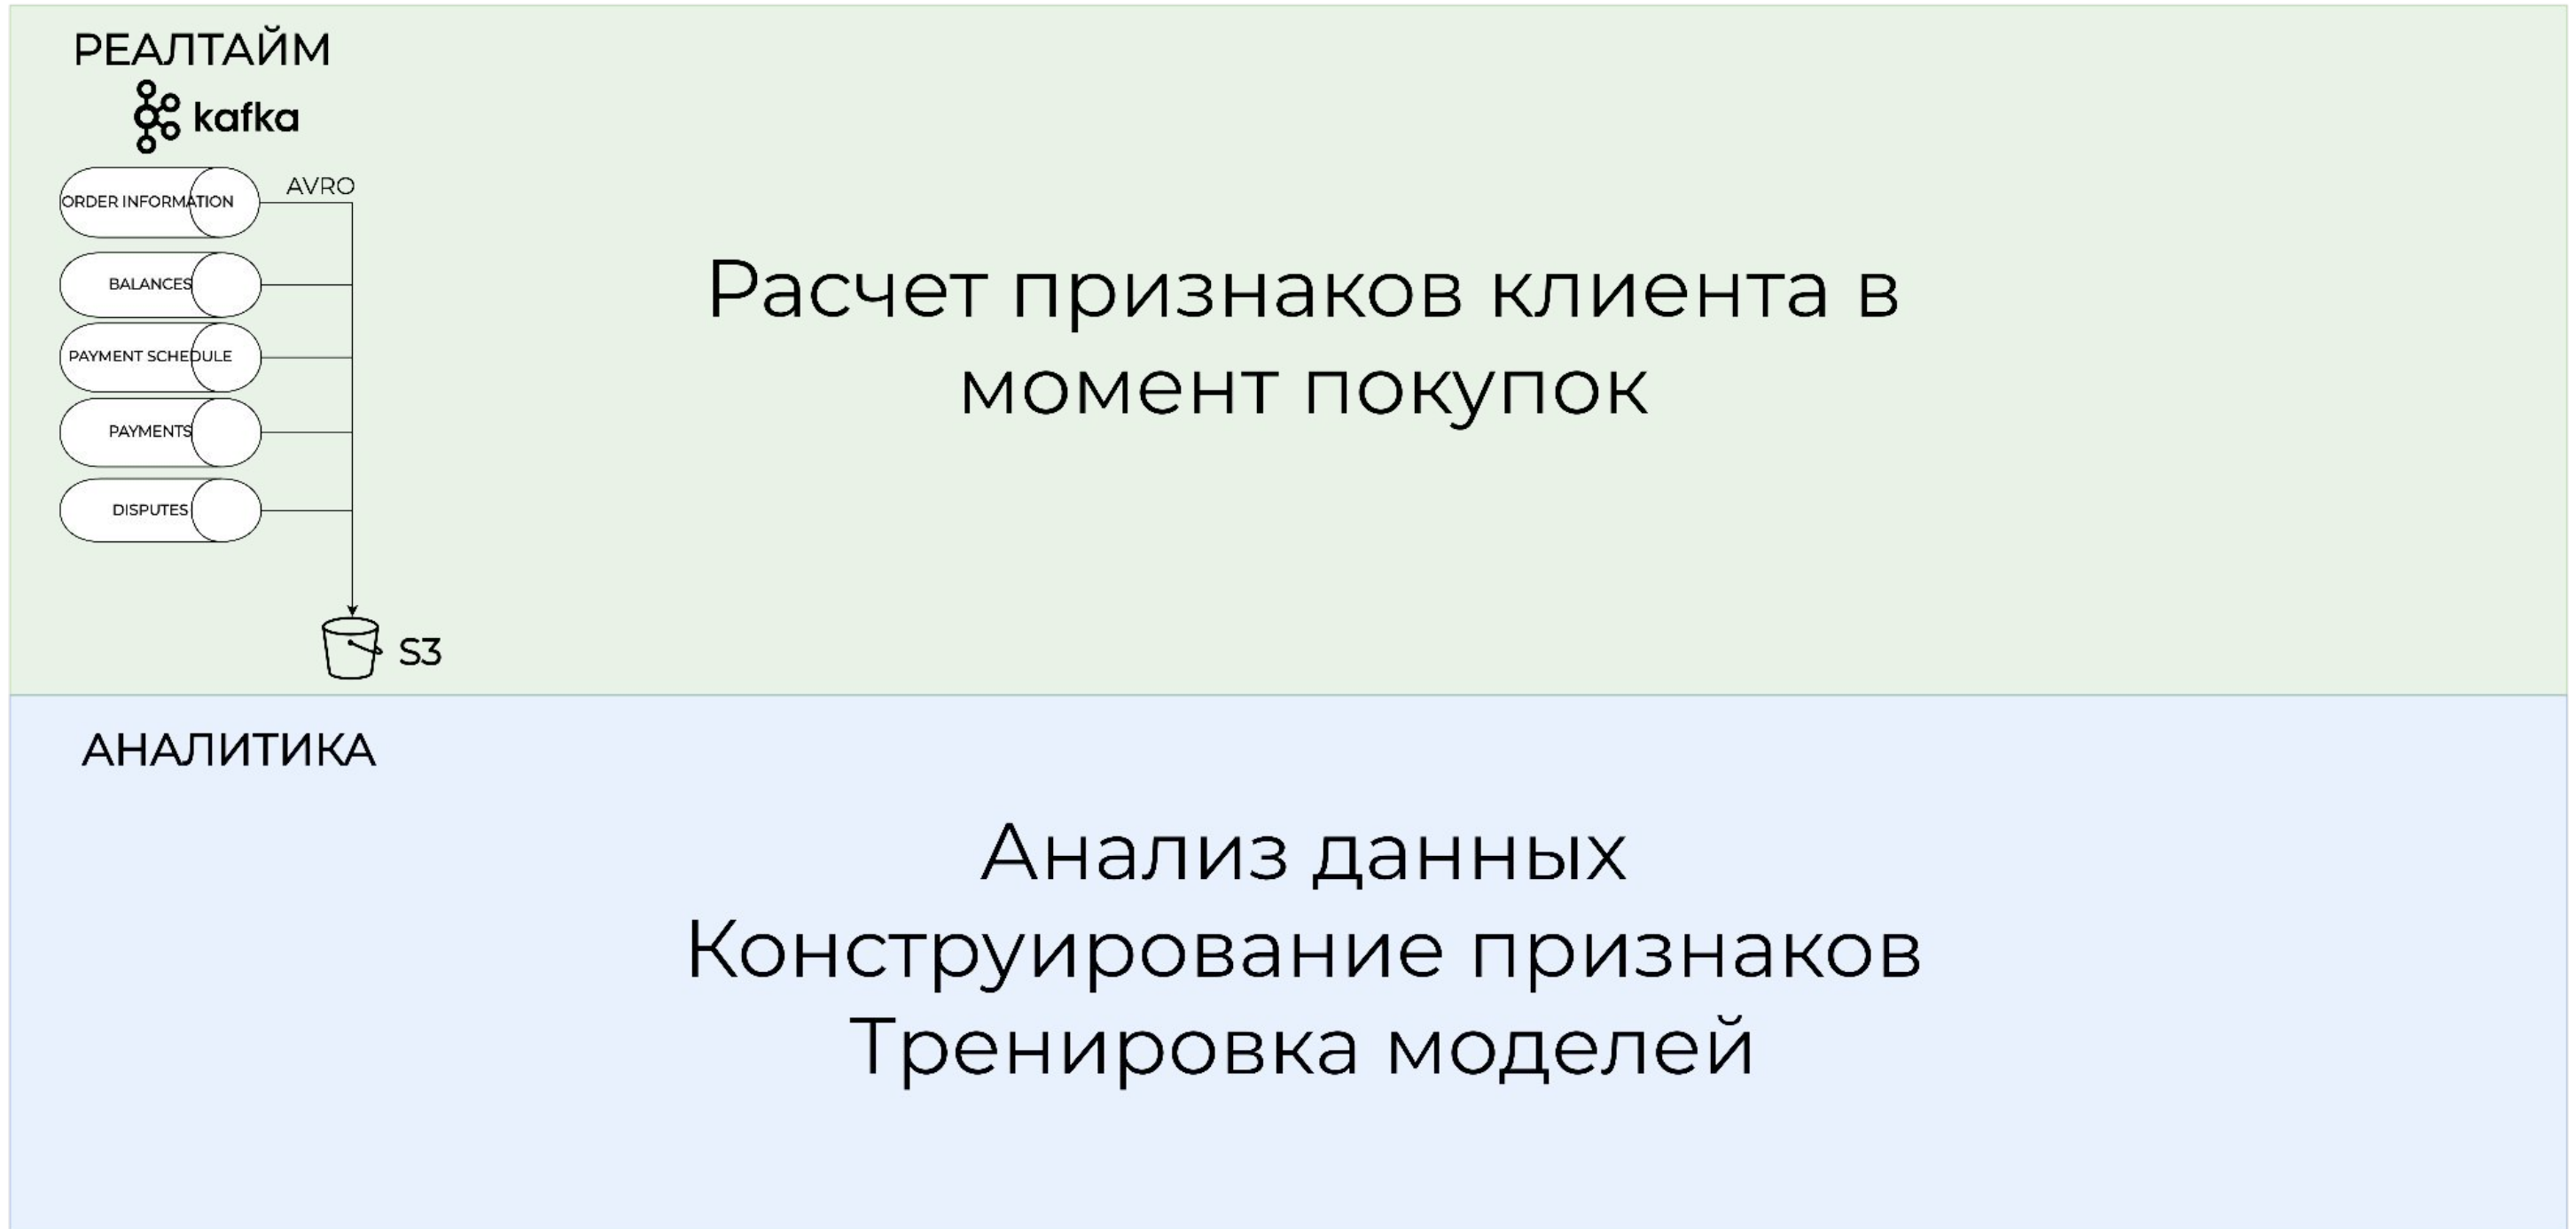 РЕАЛТАЙМ
kafka
ORDER INFORMATION
AVRO
BALANCES
PAYMENT SCHEDULE
PAYMENTS
DISPUTES
S3
Расчет признаков клиента в
момент покупок
АНАЛИТИКА
Анализ данных
Конструирование признаков
Тренировка моделей